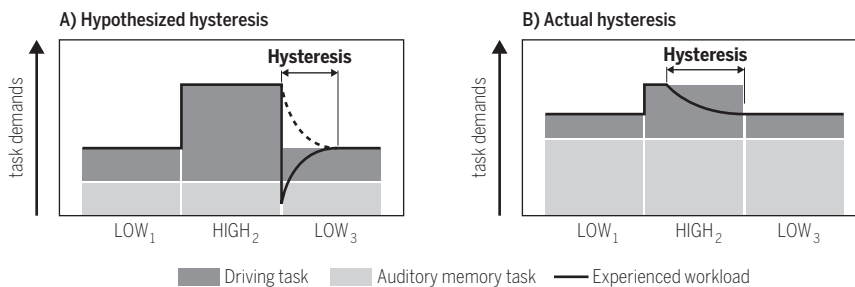 A) Hypothesized hysteresis
Hysteresis
task demands
LOW₁ HIGH₂ LOW₃
B) Actual hysteresis
Hysteresis
task demands
LOW₁ HIGH₂ LOW₃
Driving task Auditory memory task Experienced workload